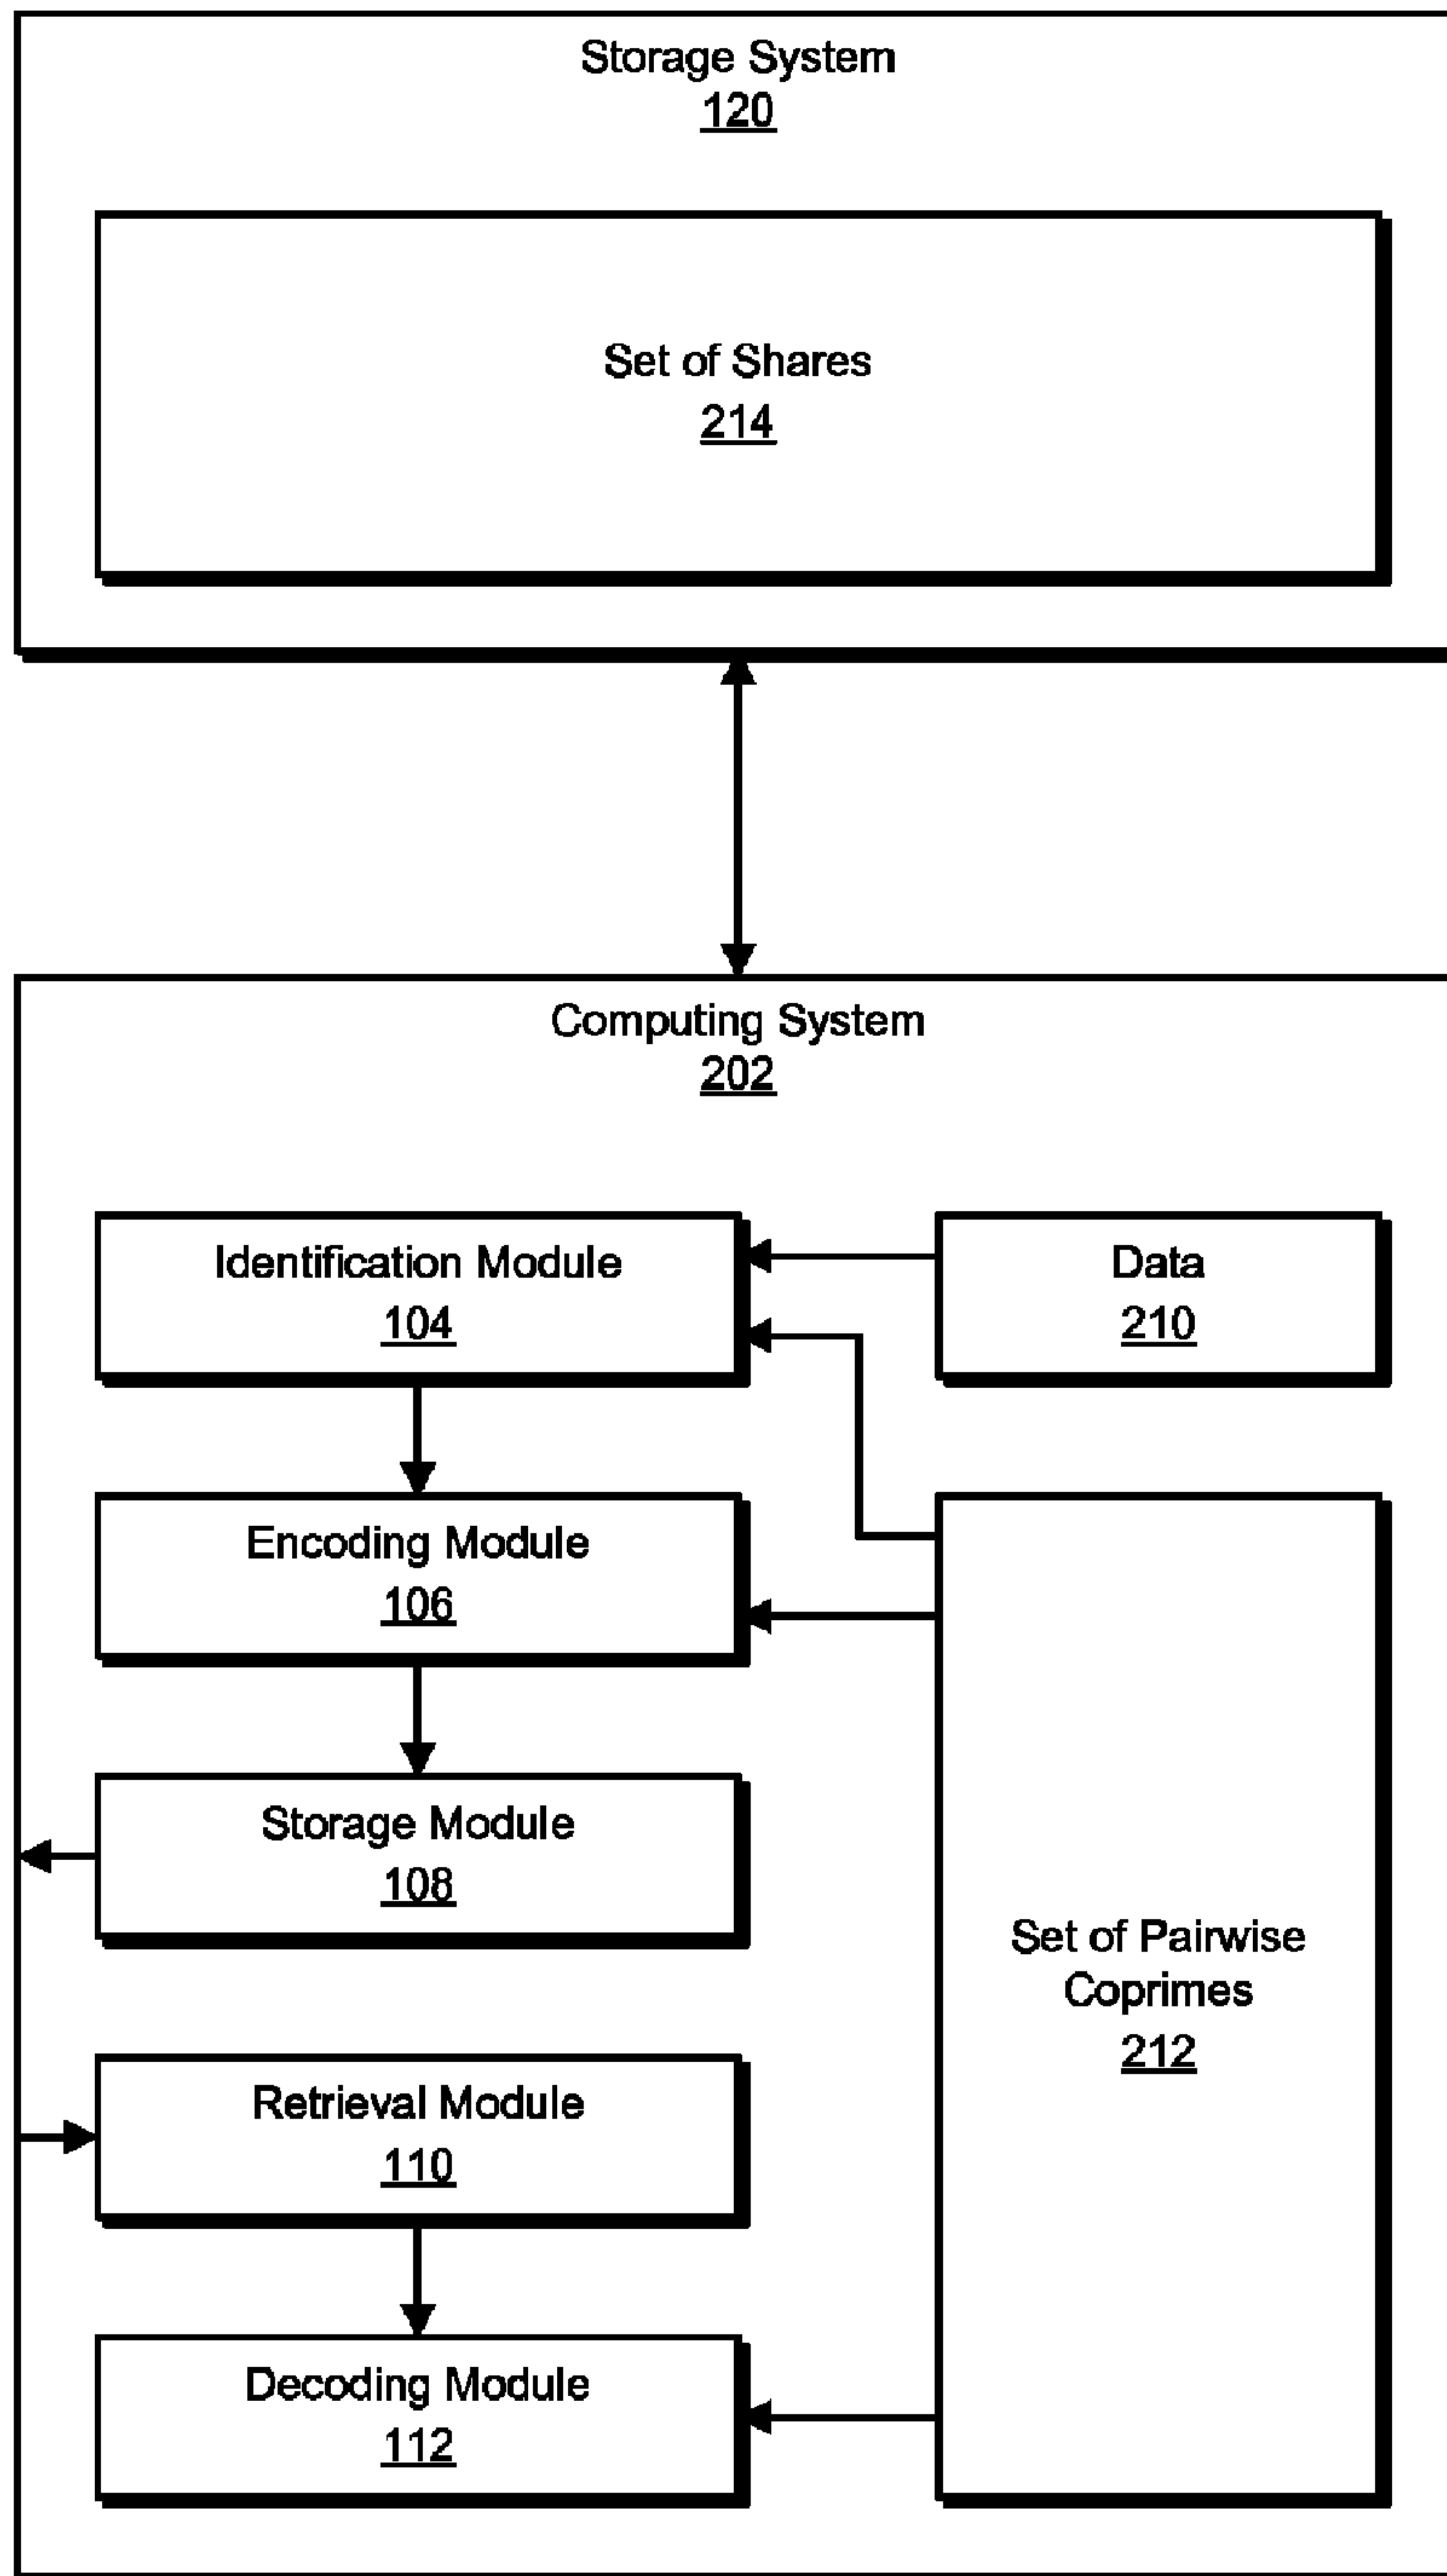 Storage System
120
Set of Shares
214
Computing System
202
Identification Module
104
Data
210
Encoding Module
106
Storage Module
108
Set of Pairwise
Coprimes
212
Retrieval Module
110
Decoding Module
112